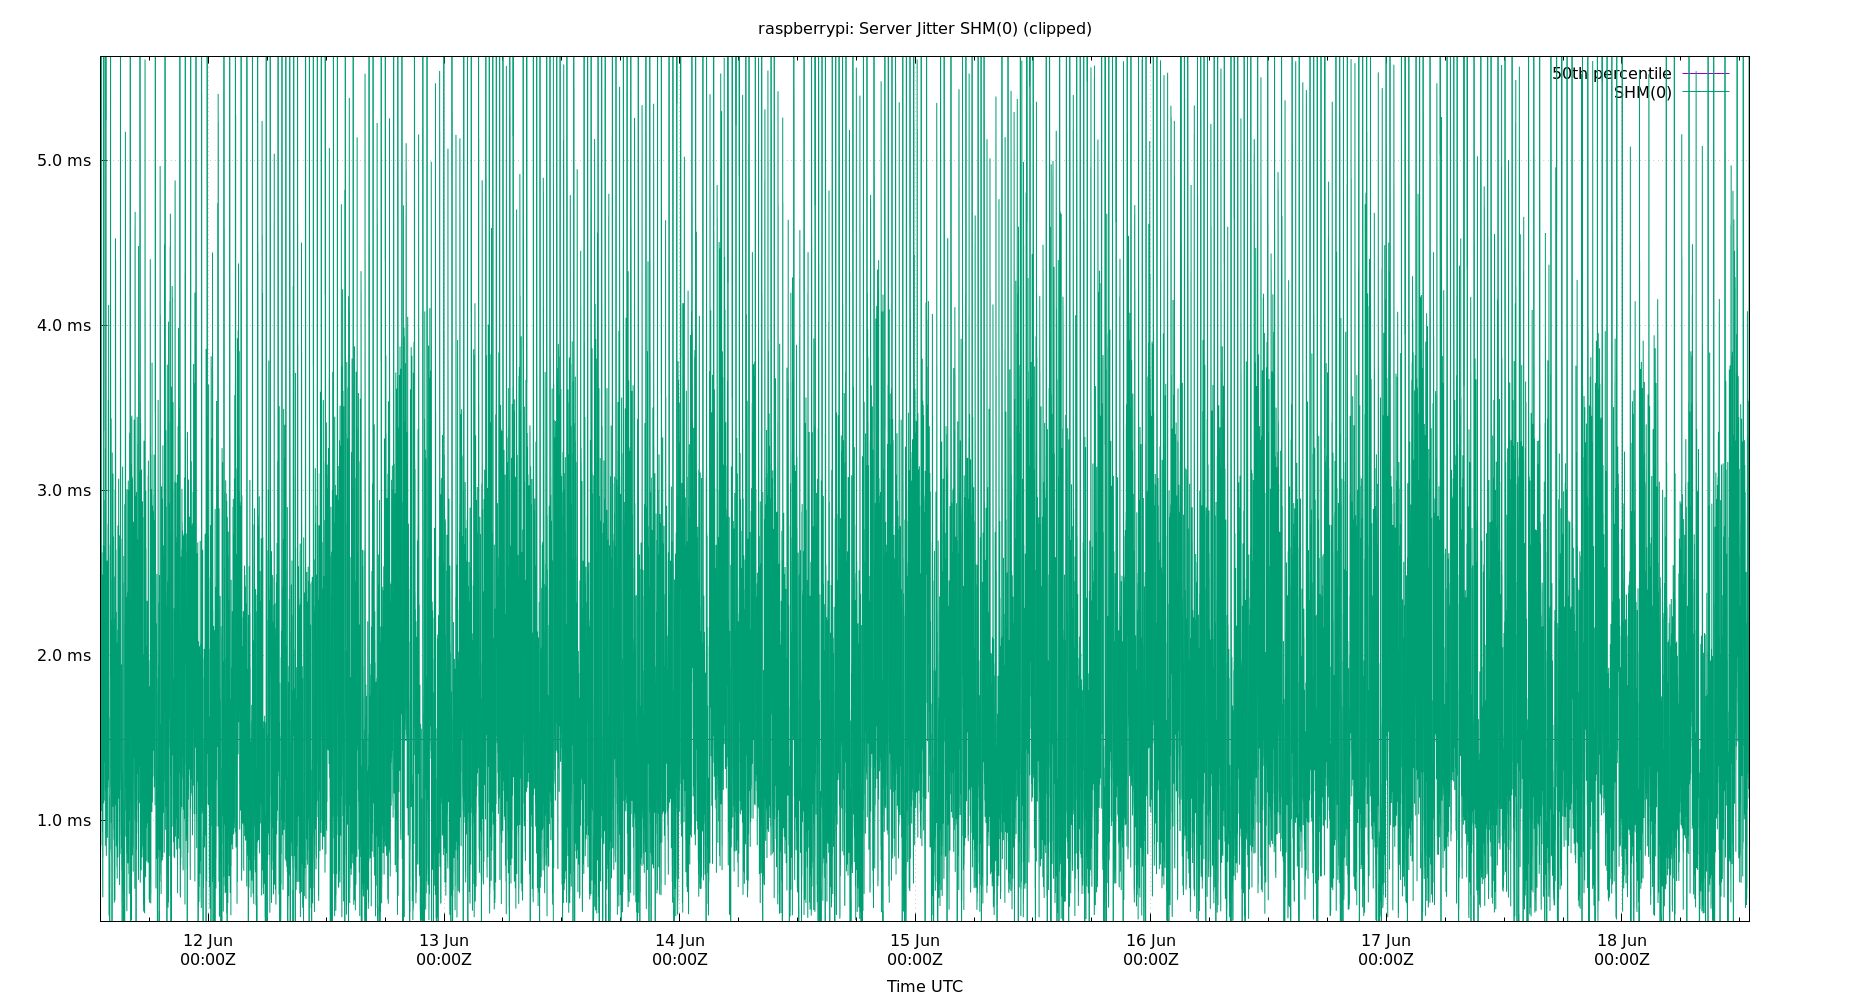 raspberrypi: Server Jitter SHM(0) (clipped)
50th percentile
SHM(0)
5.0 ms
4.0 ms
3.0 ms
2.0 ms
1.0 ms
12 Jun 13 Jun 14 Jun 15 Jun 16 Jun 17 Jun 18 Jun
00:00Z 00:00Z 00:00Z 00:00Z 00:00Z 00:00Z 00:00Z
Time UTC